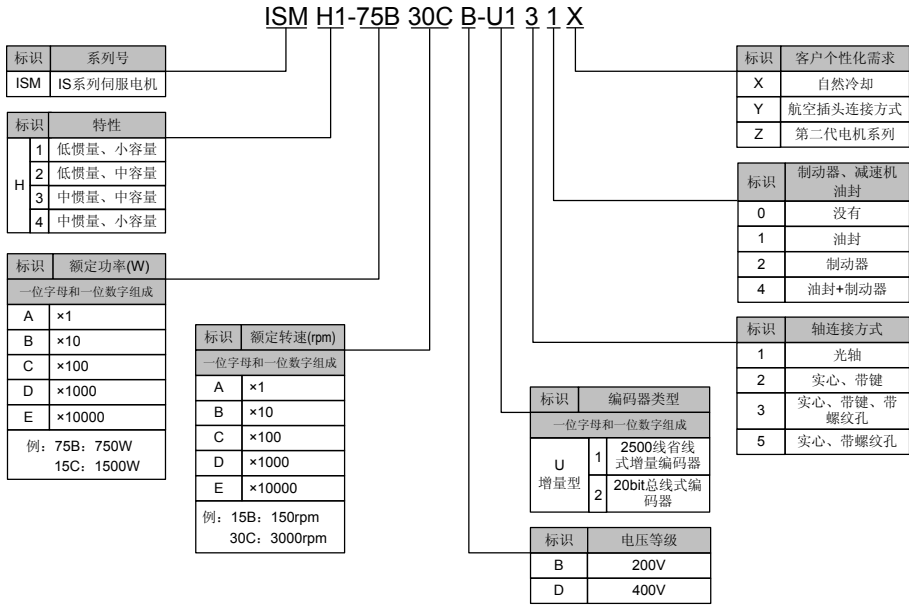 ISM H1-75B 30C B-U1 3 1 X
标识 系列号
ISM IS系列伺服电机
标识 特性
H
1 低惯量、小容量
2 低惯量、中容量
3 中惯量、中容量
4 中惯量、小容量
标识 额定功率(W)
一位字母和一位数字组成
A ×1
B ×10
C ×100
D ×1000
E ×10000
例：75B：750W
15C：1500W
标识 额定转速(rpm)
一位字母和一位数字组成
A ×1
B ×10
C ×100
D ×1000
E ×10000
例：15B：150rpm
30C：3000rpm
标识 编码器类型
一位字母和一位数字组成
U
增量型
1 2500线省线
式增量编码器
2 20bit总线式编
码器
标识 电压等级
B 200V
D 400V
标识 客户个性化需求
X 自然冷却
Y 航空插头连接方式
Z 第二代电机系列
标识 制动器、减速机
油封
0 没有
1 油封
2 制动器
4 油封+制动器
标识 轴连接方式
1 光轴
2 实心、带键
3 实心、带键、带
螺纹孔
5 实心、带螺纹孔